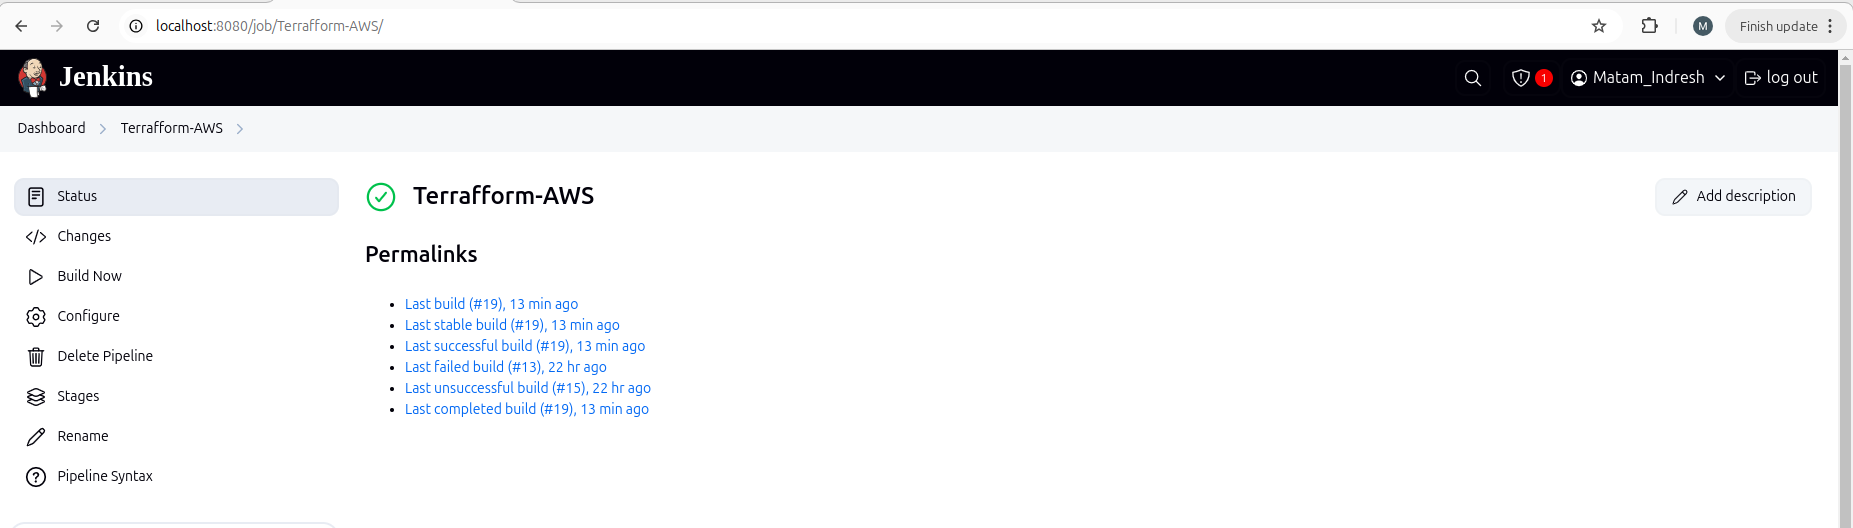 localhost:8080/job/Terrafform-AWS/
M
Finish update
Jenkins
1
Matam_Indresh
log out
Dashboard
Terrafform-AWS
Status
Changes
Build Now
Configure
Delete Pipeline
Stages
Rename
Pipeline Syntax
Terrafform-AWS
Add description
Permalinks
Last build (#19), 13 min ago
Last stable build (#19), 13 min ago
Last successful build (#19), 13 min ago
Last failed build (#13), 22 hr ago
Last unsuccessful build (#15), 22 hr ago
Last completed build (#19), 13 min ago